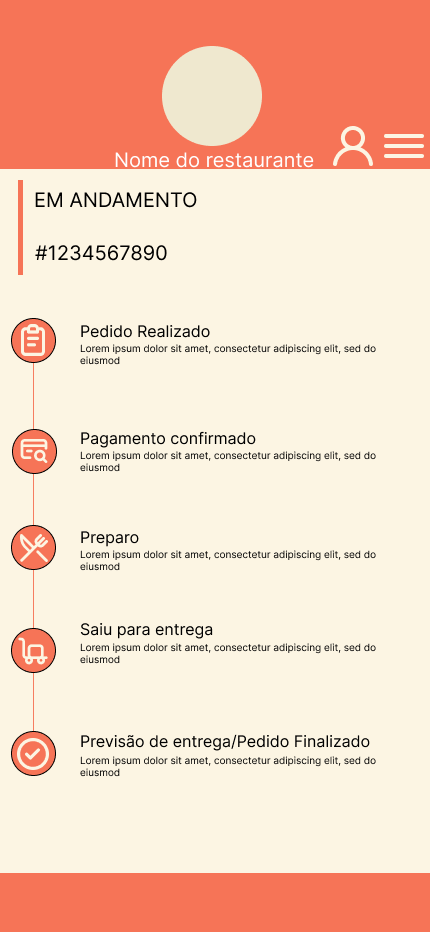 Nome do restaurante
EM ANDAMENTO
#1234567890
Pedido Realizado
Lorem ipsum dolor sit amet, consectetur adipiscing elit, sed do
eiusmod
Pagamento confirmado
Lorem ipsum dolor sit amet, consectetur adipiscing elit, sed do
eiusmod
Preparo
Lorem ipsum dolor sit amet, consectetur adipiscing elit, sed do
eiusmod
Saiu para entrega
Lorem ipsum dolor sit amet, consectetur adipiscing elit, sed do
eiusmod
Previsão de entrega/Pedido Finalizado
Lorem ipsum dolor sit amet, consectetur adipiscing elit, sed do
eiusmod